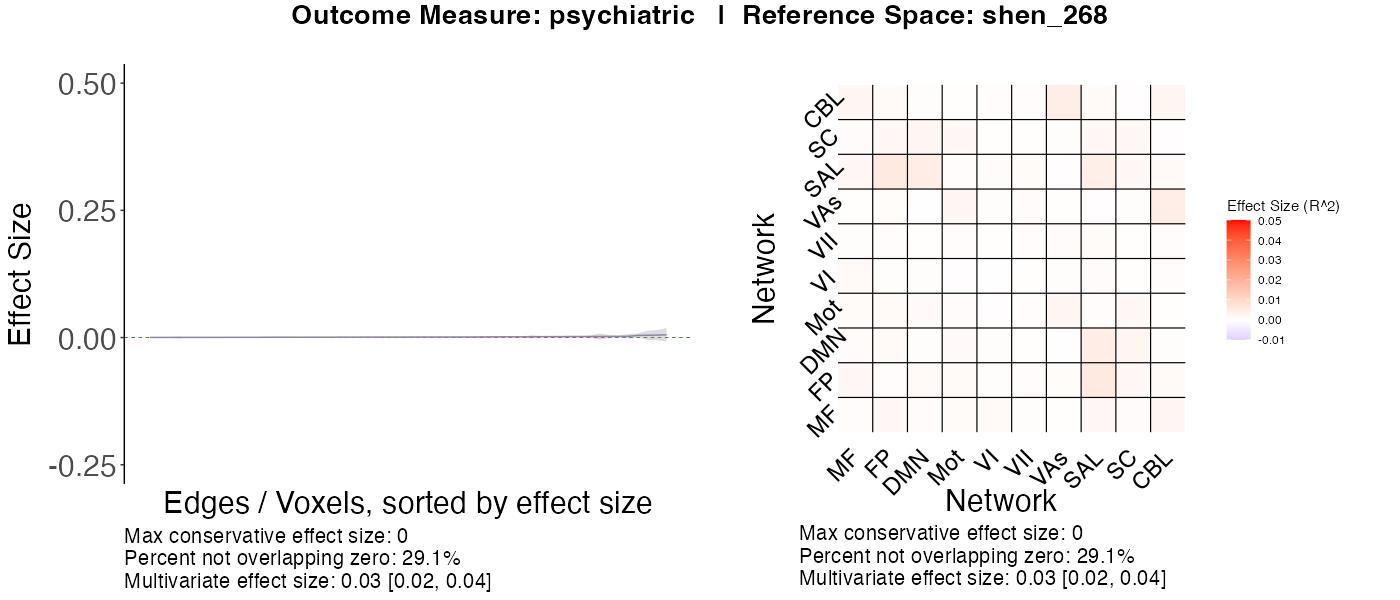 Outcome Measure: psychiatric | Reference Space: shen_268
Effect Size
0.50
0.25
0.00
-0.25
Edges / Voxels, sorted by effect size
Max conservative effect size: 0
Percent not overlapping zero: 29.1%
Multivariate effect size: 0.03 [0.02, 0.04]
Network
CBL
SC
SAL
VAs
VII
VI
Mot
DMN
FP
MF
MF
FP
DMN
Mot
VI
VII
VAs
SAL
SC
CBL
Network
Max conservative effect size: 0
Percent not overlapping zero: 29.1%
Multivariate effect size: 0.03 [0.02, 0.04]
Effect Size (R^2)
0.05
0.04
0.03
0.02
0.01
0.00
-0.01